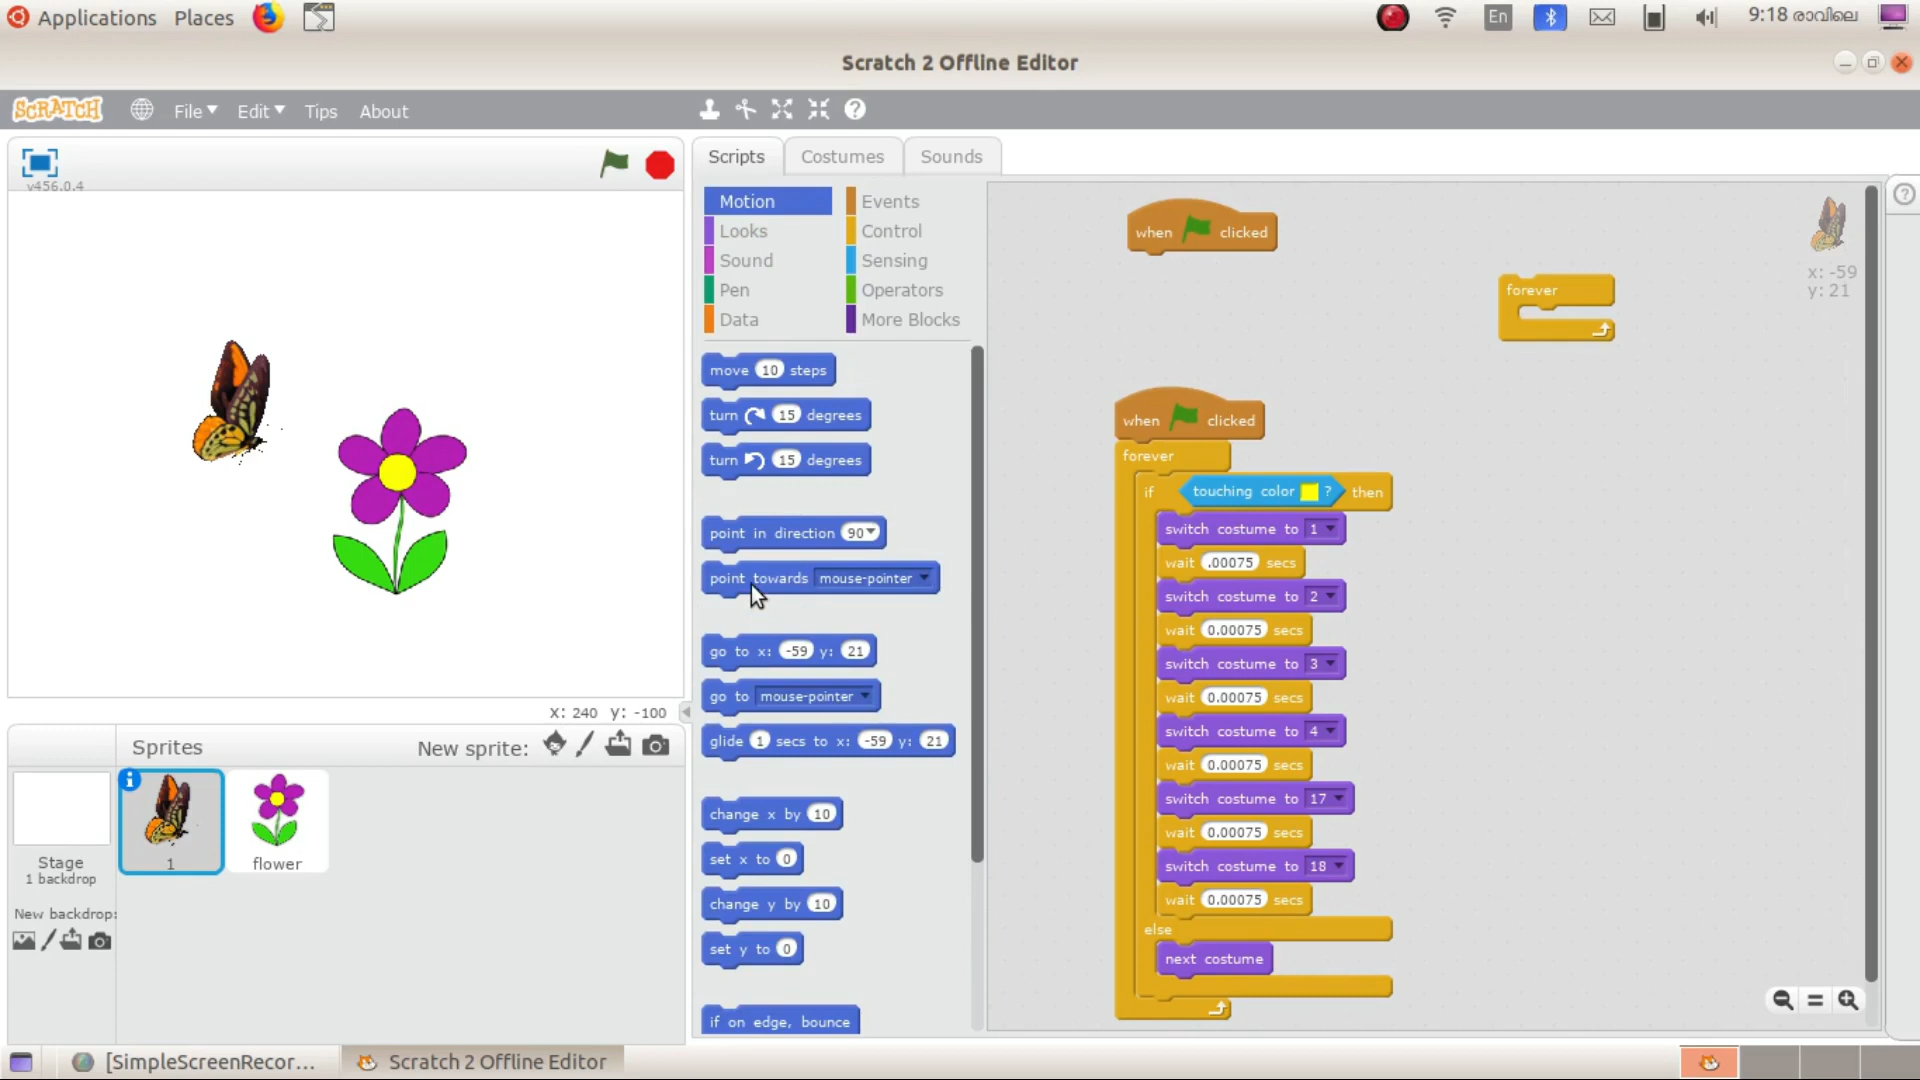 Applications Places En 9:18 രാവിലെ
Scratch 2 Offline Editor
SCRATCH File Edit Tips About
v456.0.4
Scripts Costumes Sounds
Motion Events
Looks Control
Sound Sensing
Pen Operators
Data More Blocks
move 10 steps
turn 15 degrees
turn 15 degrees
point in direction 90
point towards mouse-pointer
go to x: -59 y: 21
go to mouse-pointer
glide 1 secs to x: -59 y: 21
change x by 10
set x to 0
change y by 10
set y to 0
if on edge, bounce
when clicked
forever
x: -59
y: 21
when clicked
forever
if touching color ? then
switch costume to 1
wait .00075 secs
switch costume to 2
wait 0.00075 secs
switch costume to 3
wait 0.00075 secs
switch costume to 4
wait 0.00075 secs
switch costume to 17
wait 0.00075 secs
switch costume to 18
wait 0.00075 secs
else
next costume
x: 240 y: -100
Sprites New sprite:
1
flower
Stage
1 backdrop
New backdrop:
[SimpleScreenRecor... Scratch 2 Offline Editor